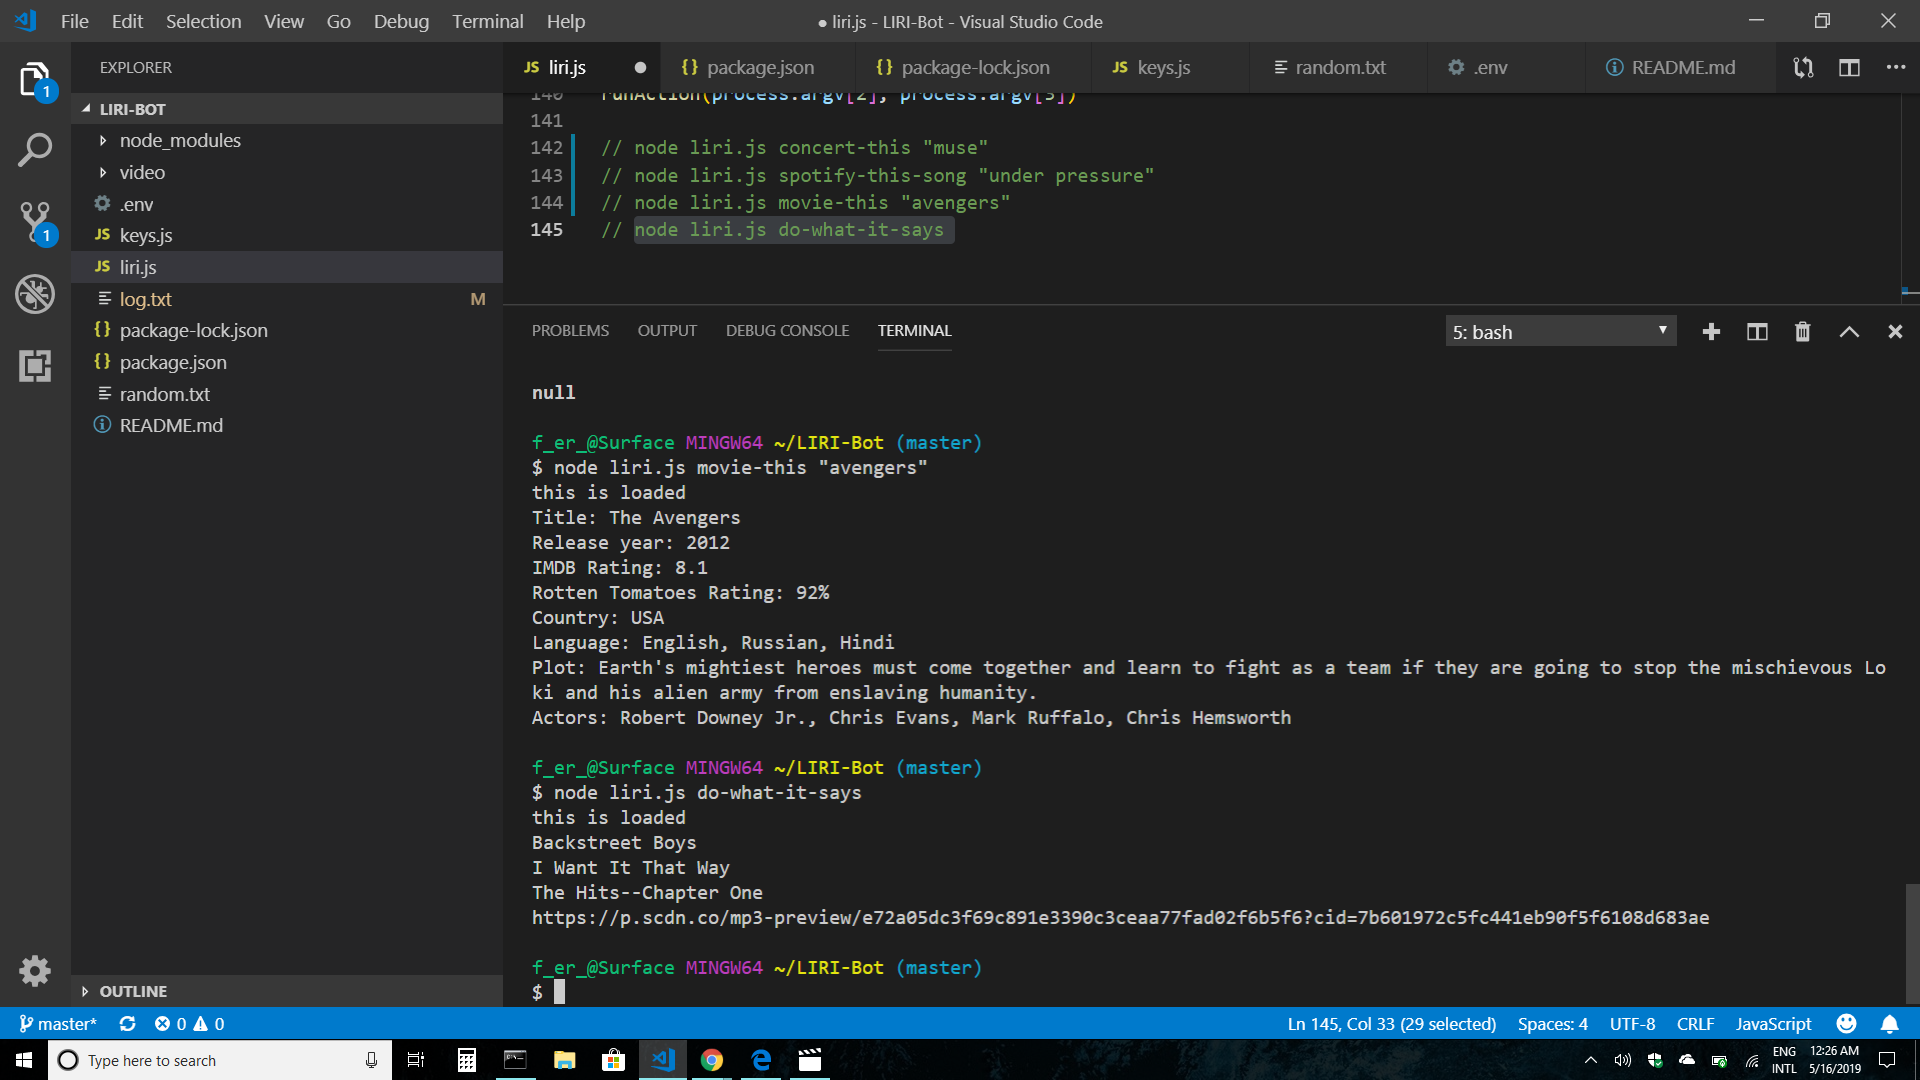 File Edit Selection View Go Debug Terminal Help
● liri.js - LIRI-Bot - Visual Studio Code
EXPLORER
JS liri.js ●
{} package.json
{} package-lock.json
JS keys.js
random.txt
.env
README.md
1
LIRI-BOT
node_modules
video
.env
JS keys.js
JS liri.js
log.txt M
{} package-lock.json
{} package.json
random.txt
README.md
1
OUTLINE
140 runAction(process.argv[2], process.argv[3])
141
142 // node liri.js concert-this "muse"
143 // node liri.js spotify-this-song "under pressure"
144 // node liri.js movie-this "avengers"
145 // node liri.js do-what-it-says
PROBLEMS OUTPUT DEBUG CONSOLE TERMINAL
5: bash
null
f_er_@Surface MINGW64 ~/LIRI-Bot (master)
$ node liri.js movie-this "avengers"
this is loaded
Title: The Avengers
Release year: 2012
IMDB Rating: 8.1
Rotten Tomatoes Rating: 92%
Country: USA
Language: English, Russian, Hindi
Plot: Earth's mightiest heroes must come together and learn to fight as a team if they are going to stop the mischievous Lo
ki and his alien army from enslaving humanity.
Actors: Robert Downey Jr., Chris Evans, Mark Ruffalo, Chris Hemsworth
f_er_@Surface MINGW64 ~/LIRI-Bot (master)
$ node liri.js do-what-it-says
this is loaded
Backstreet Boys
I Want It That Way
The Hits--Chapter One
https://p.scdn.co/mp3-preview/e72a05dc3f69c891e3390c3ceaa77fad02f6b5f6?cid=7b601972c5fc441eb90f5f6108d683ae
f_er_@Surface MINGW64 ~/LIRI-Bot (master)
$
master* 0 0
Ln 145, Col 33 (29 selected) Spaces: 4 UTF-8 CRLF JavaScript
Type here to search
ENG
INTL
12:26 AM
5/16/2019